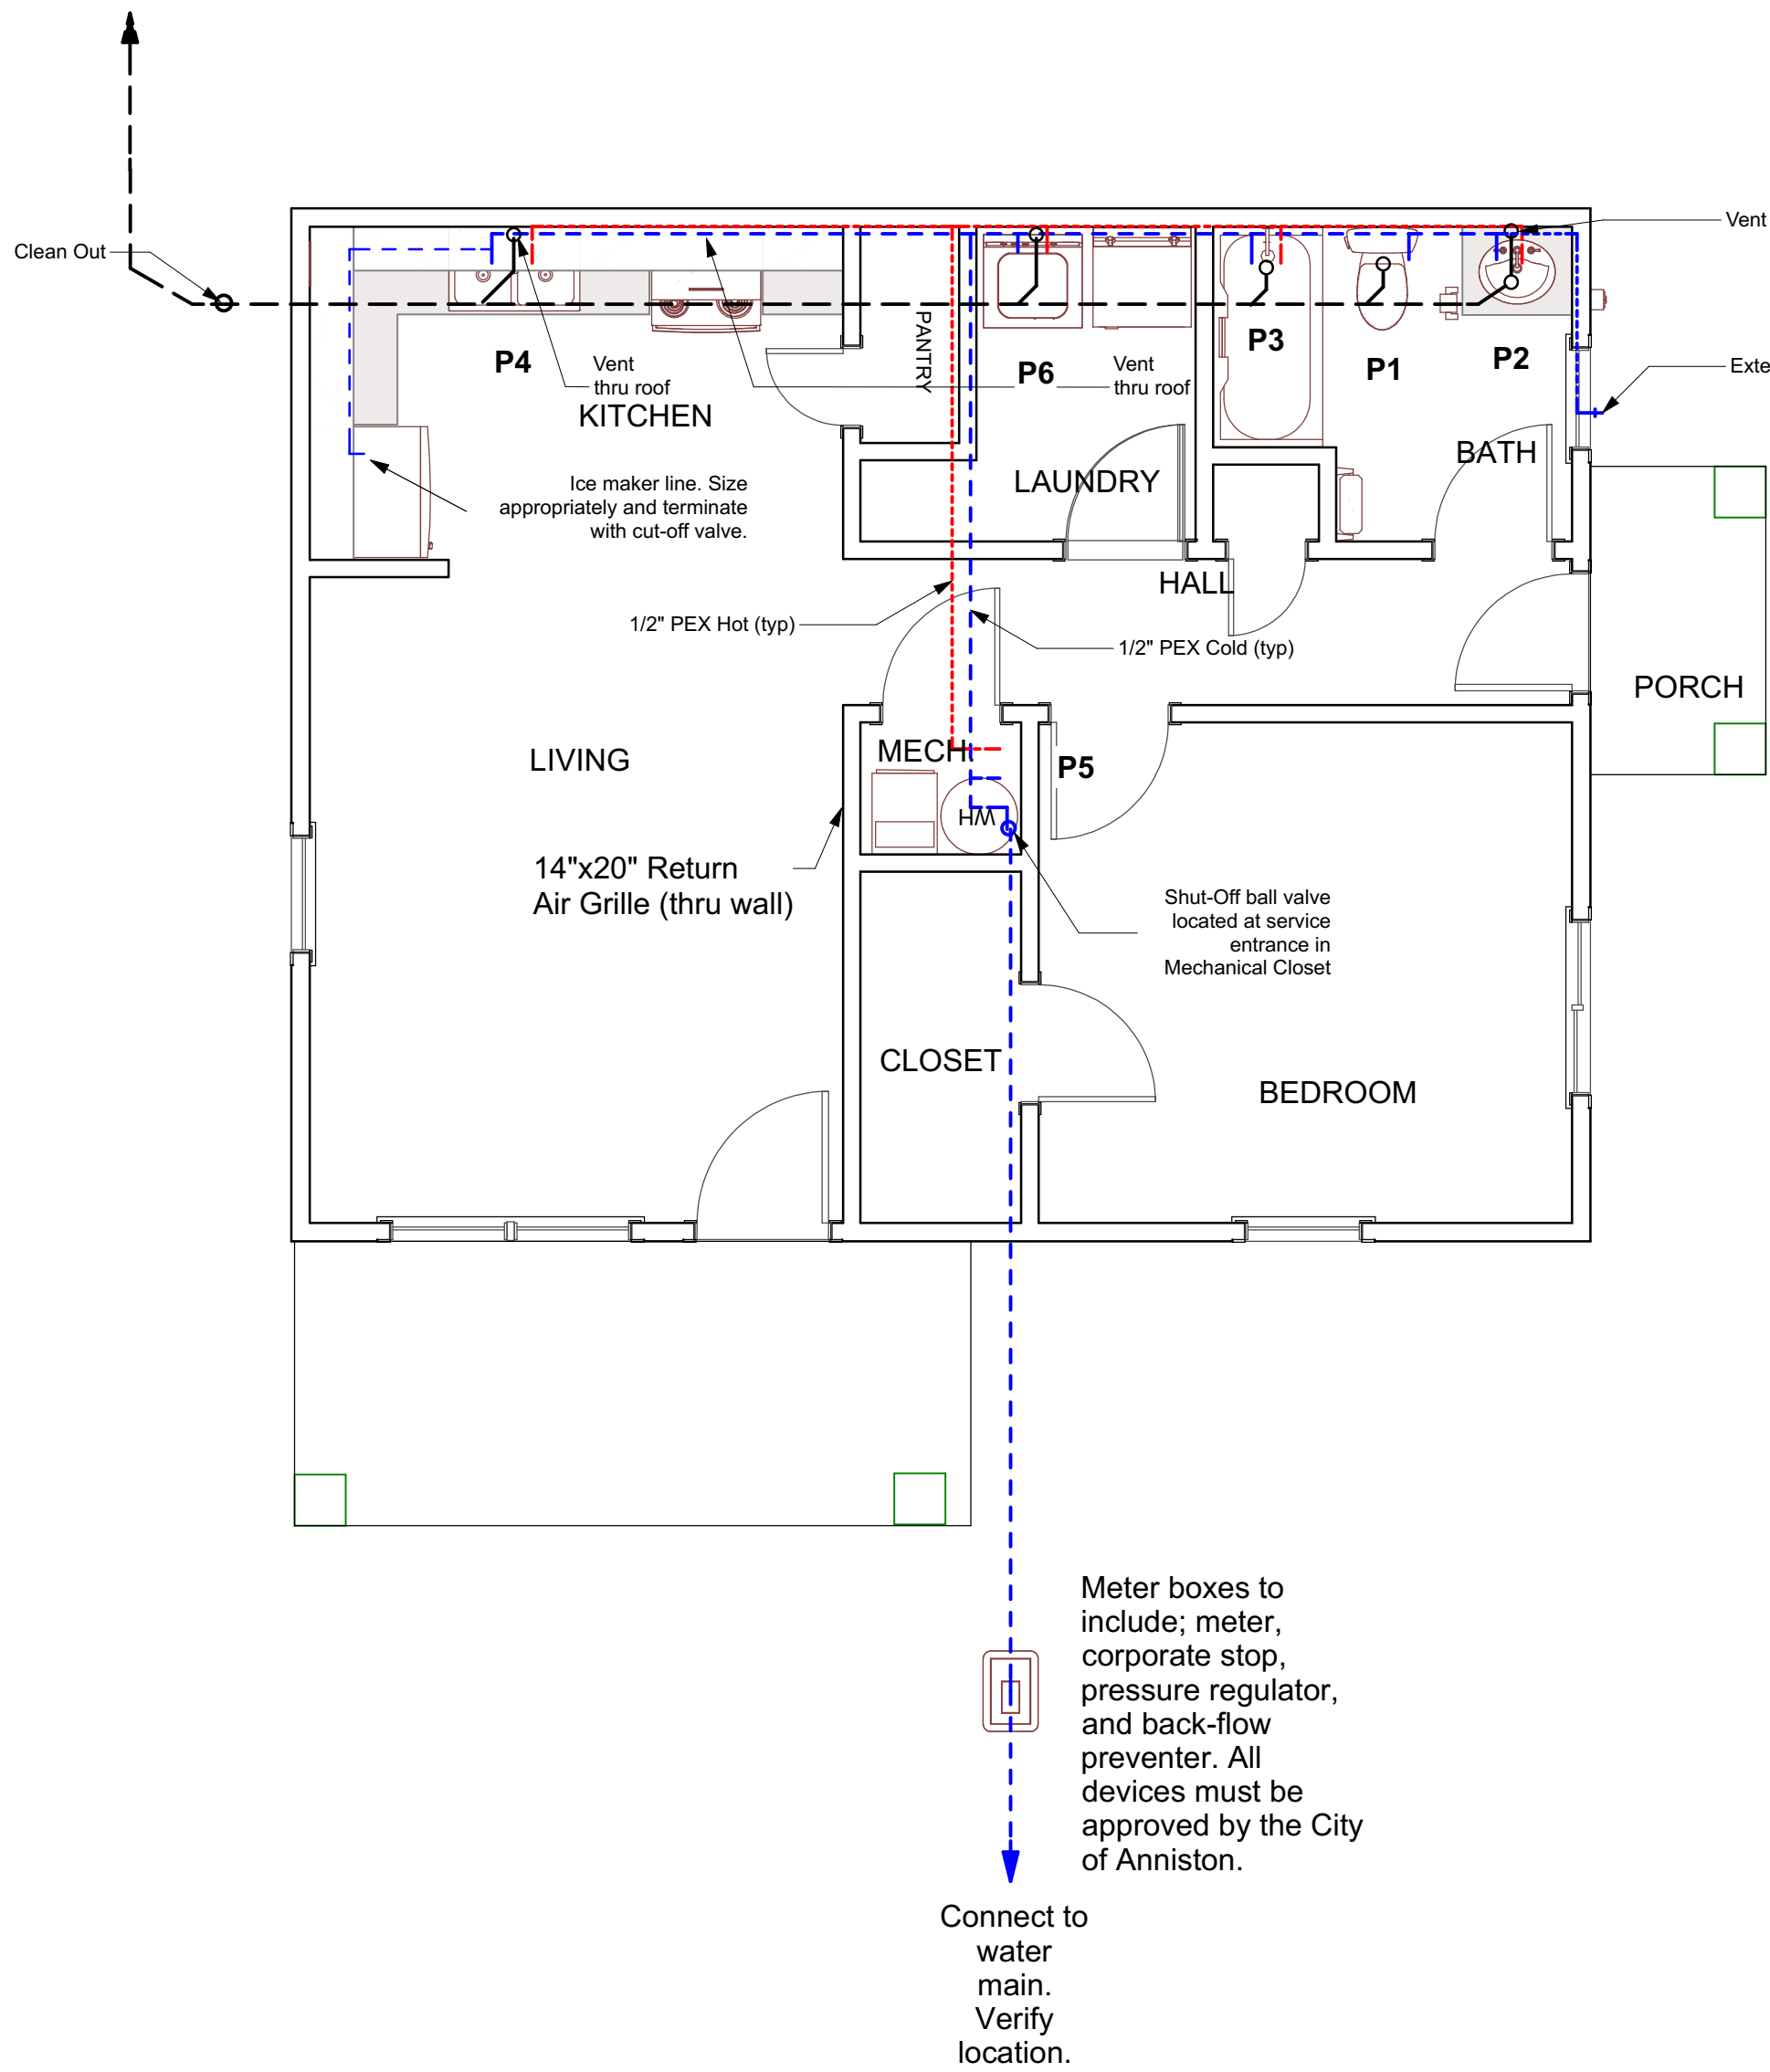 Vent
Clean Out
PANTRY
P3
P4
P6
P1
P2
Vent
thru roof
Vent
thru roof
Exte
KITCHEN
BATH
LAUNDRY
Ice maker line. Size
appropriately and terminate
with cut-off valve.
HALL
1/2" PEX Hot (typ)
1/2" PEX Cold (typ)
PORCH
LIVING
MECH.
P5
WH
14"x20" Return
Air Grille (thru wall)
Shut-Off ball valve
located at service
entrance in
Mechanical Closet
CLOSET
BEDROOM
Meter boxes to
include; meter,
corporate stop,
pressure regulator,
and back-flow
preventer. All
devices must be
approved by the City
of Anniston.
Connect to
water
main.
Verify
location.